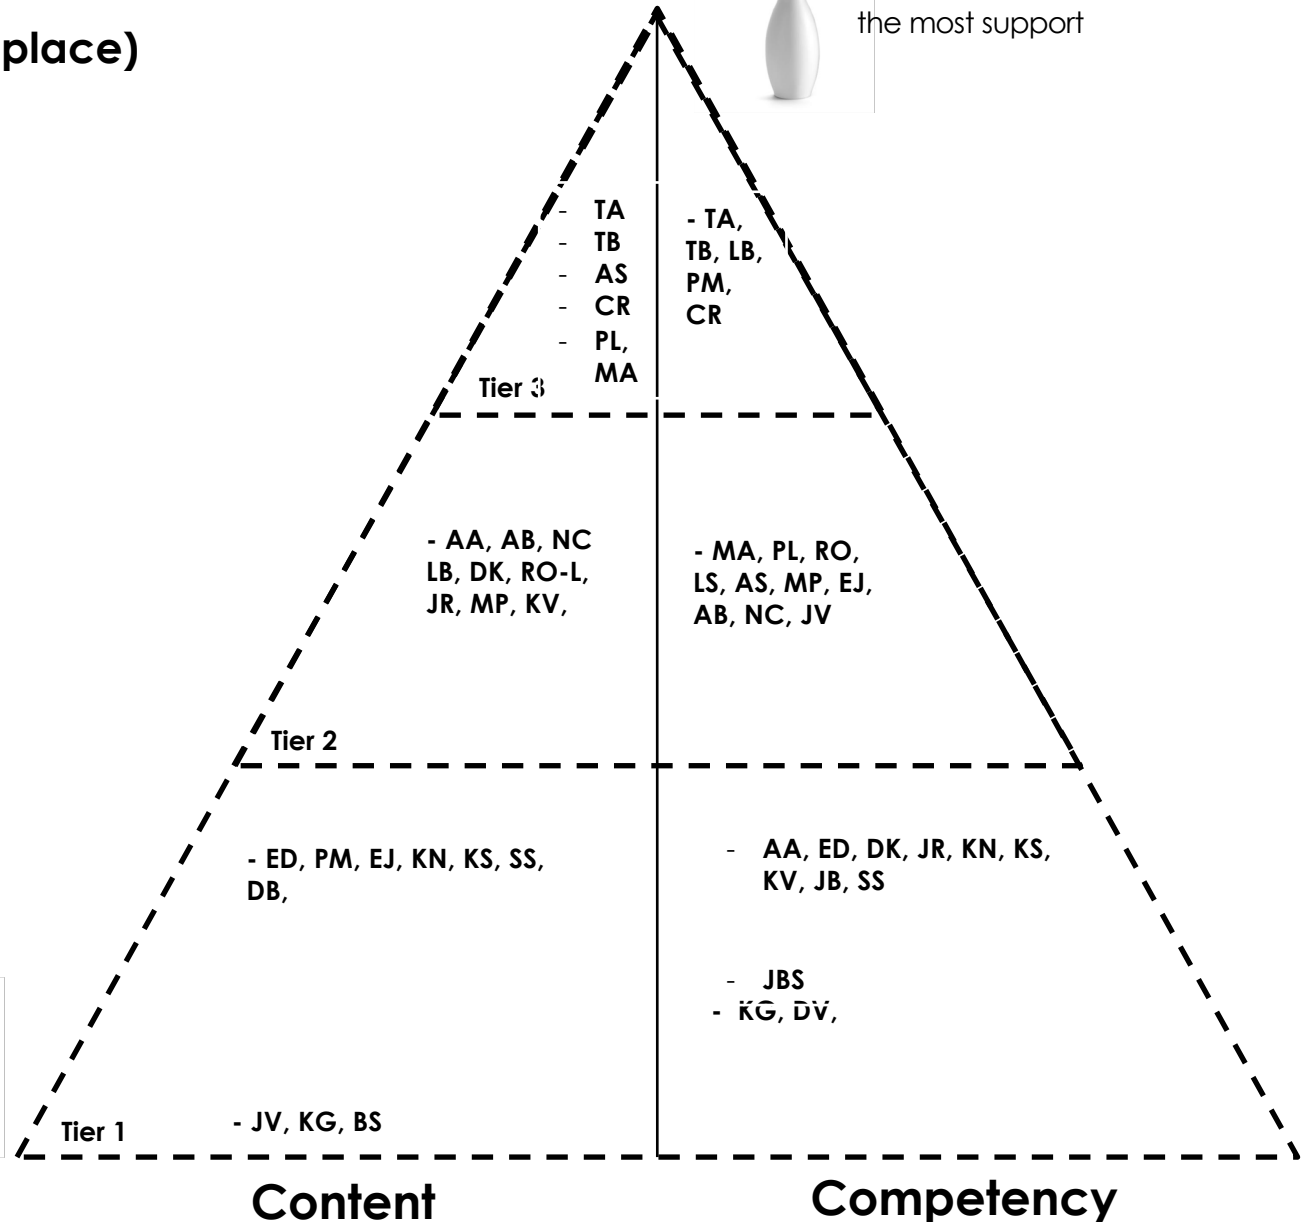 place)
the most support
- TA
- TB
- AS
- CR
- PL,
MA
- TA,
TB, LB,
PM,
CR
Tier 3
- AA, AB, NC
LB, DK, RO-L,
JR, MP, KV,
- MA, PL, RO,
LS, AS, MP, EJ,
AB, NC, JV
Tier 2
- ED, PM, EJ, KN, KS, SS,
DB,
- AA, ED, DK, JR, KN, KS,
KV, JB, SS
- JBS
- KG, DV,
- JV, KG, BS
Tier 1
Content
Competency